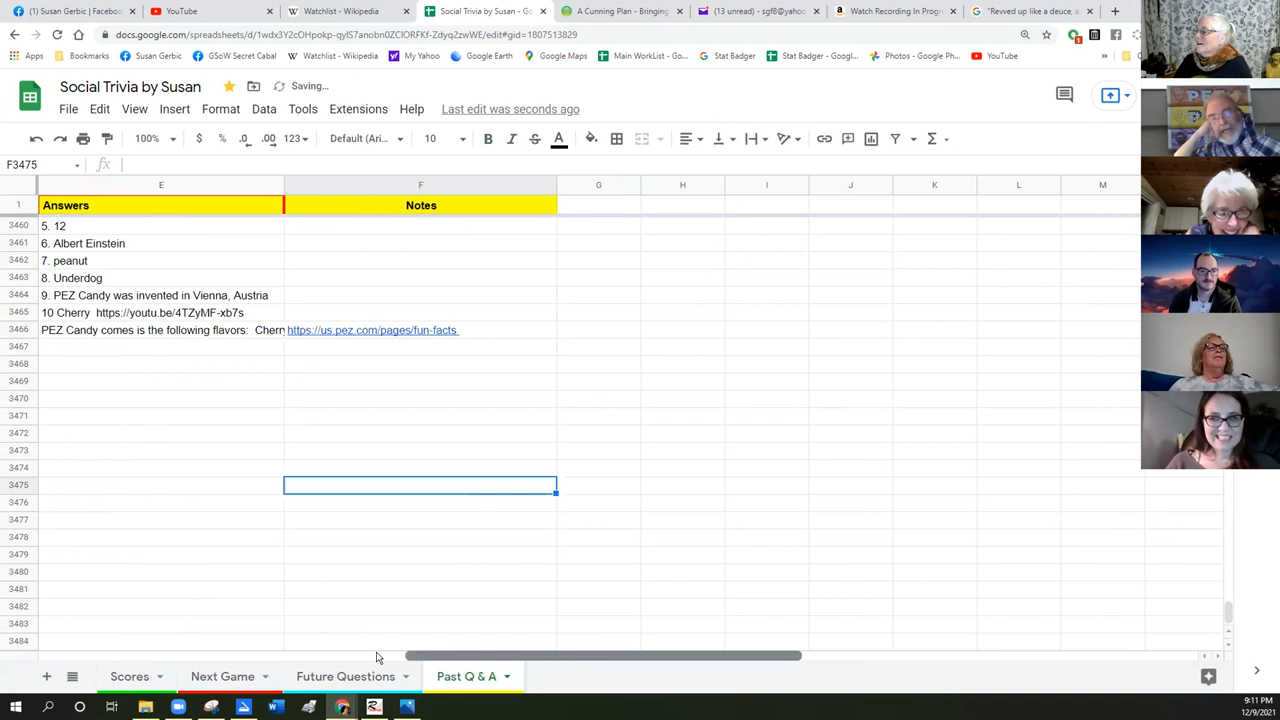 (1) Susan Gerbic | Facebook
YouTube
Watchlist - Wikipedia
Social Trivia by Susan - Go
A Cunning Plan - Bringing
(13 unread) - sgf8@yahoo
Watch Recording In Progre
"Revved up like a deuce, a
docs.google.com/spreadsheets/d/1wdx3Y2cOHpokp-qyIS7anobn0ZCIORFKf-Zdyq2zwWE/edit#gid=1807513829
YouTube
Susan Gerbic
GSoW Secret Cabal
Wikipedia
My Yahoo
Google Earth
Google Maps
Main WorkList - Go...
Stat Badger
Stat Badger - Googl...
Photos - Google Ph...
YouTube
Social Trivia by Susan
Saving...
File Edit View Insert Format Data Tools Extensions Help Last edit was seconds ago
100% $ % .0 .00 123 Default (Ari... 10 B I S A
F3475 fx
E F G H I J K L M
1 Answers Notes
3460 5. 12
3461 6. Albert Einstein
3462 7. peanut
3463 8. Underdog
3464 9. PEZ Candy was invented in Vienna, Austria
3465 10 Cherry https://youtu.be/4TZyMF-xb7s
3466 PEZ Candy comes is the following flavors: Cherry https://us.pez.com/pages/fun-facts
3467
3468
3469
3470
3471
3472
3473
3474
3475
3476
3477
3478
3479
3480
3481
3482
3483
3484
Scores Next Game Future Questions Past Q & A
9:11 PM
12/9/2021